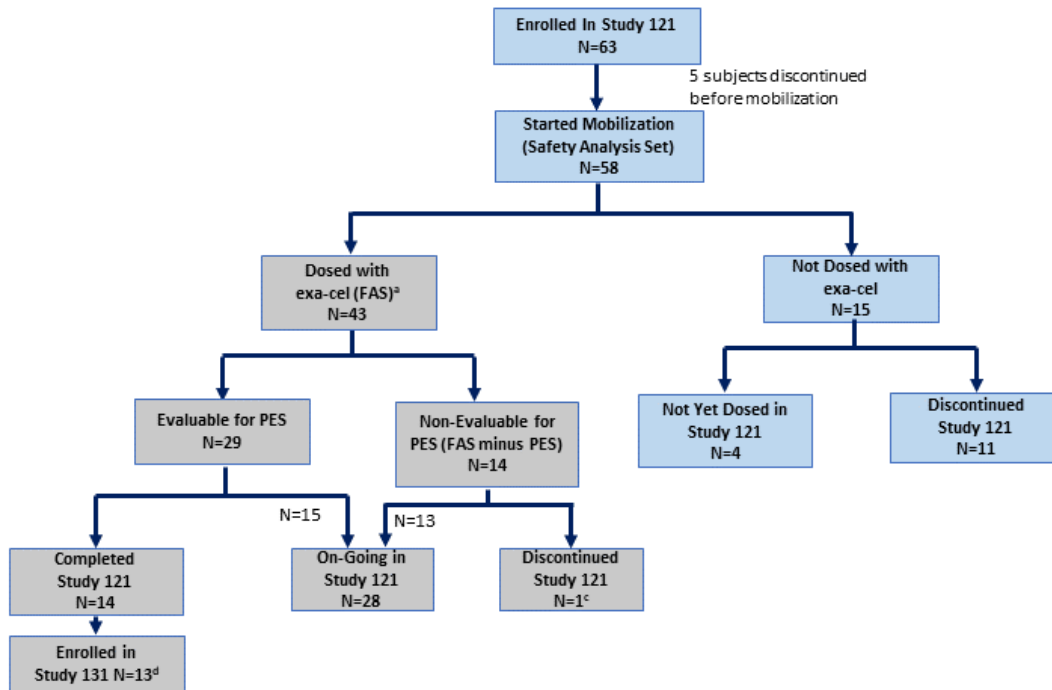 Enrolled In Study 121
N=63
5 subjects discontinued
before mobilization
Started Mobilization
(Safety Analysis Set)
N=58
Dosed with
exa-cel (FAS)ᵃ
N=43
Not Dosed with
exa-cel
N=15
Evaluable for PES
N=29
Non-Evaluable for
PES (FAS minus PES)
N=14
Not Yet Dosed in
Study 121
N=4
Discontinued
Study 121
N=11
N=15
N=13
Completed
Study 121
N=14
On-Going in
Study 121
N=28
Discontinued
Study 121
N=1ᶜ
Enrolled in
Study 131 N=13ᵈ